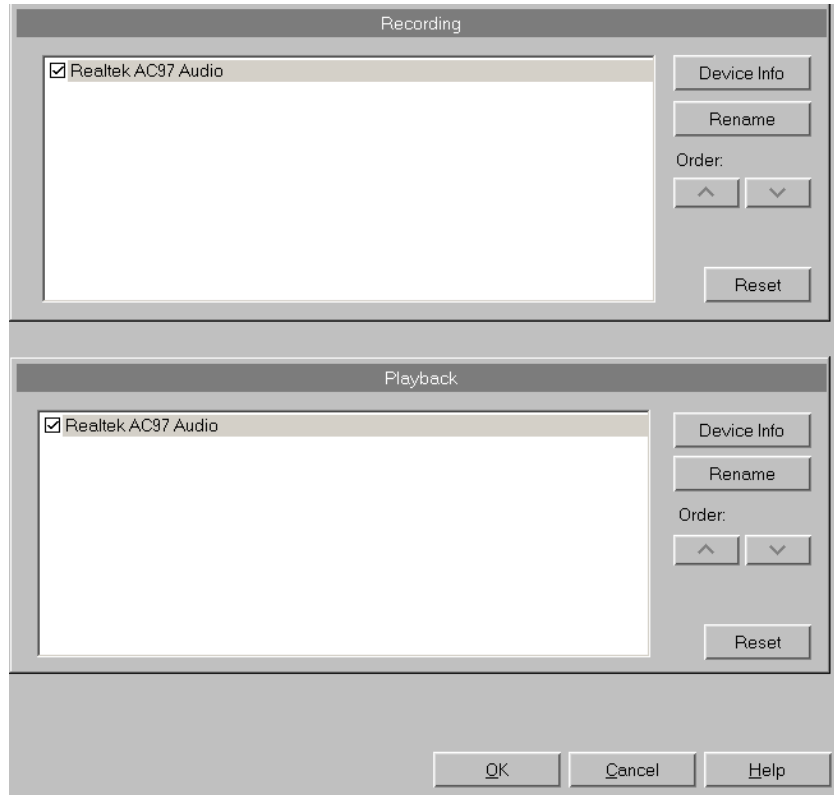 Recording
Realtek AC97 Audio
Device Info
Rename
Order:
Reset
Playback
Realtek AC97 Audio
Device Info
Rename
Order:
Reset
OK
Cancel
Help